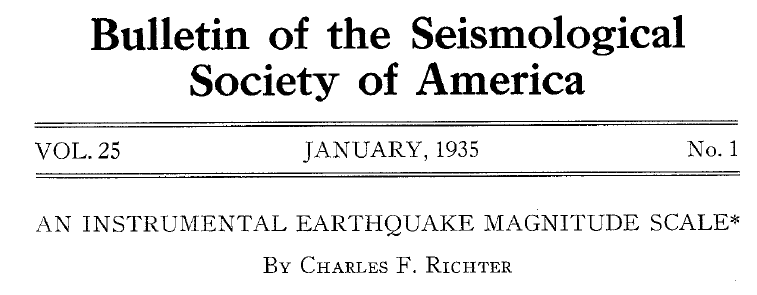 Bulletin of the Seismological
Society of America
VOL. 25 JANUARY, 1935 No. 1
AN INSTRUMENTAL EARTHQUAKE MAGNITUDE SCALE*
By Charles F. Richter